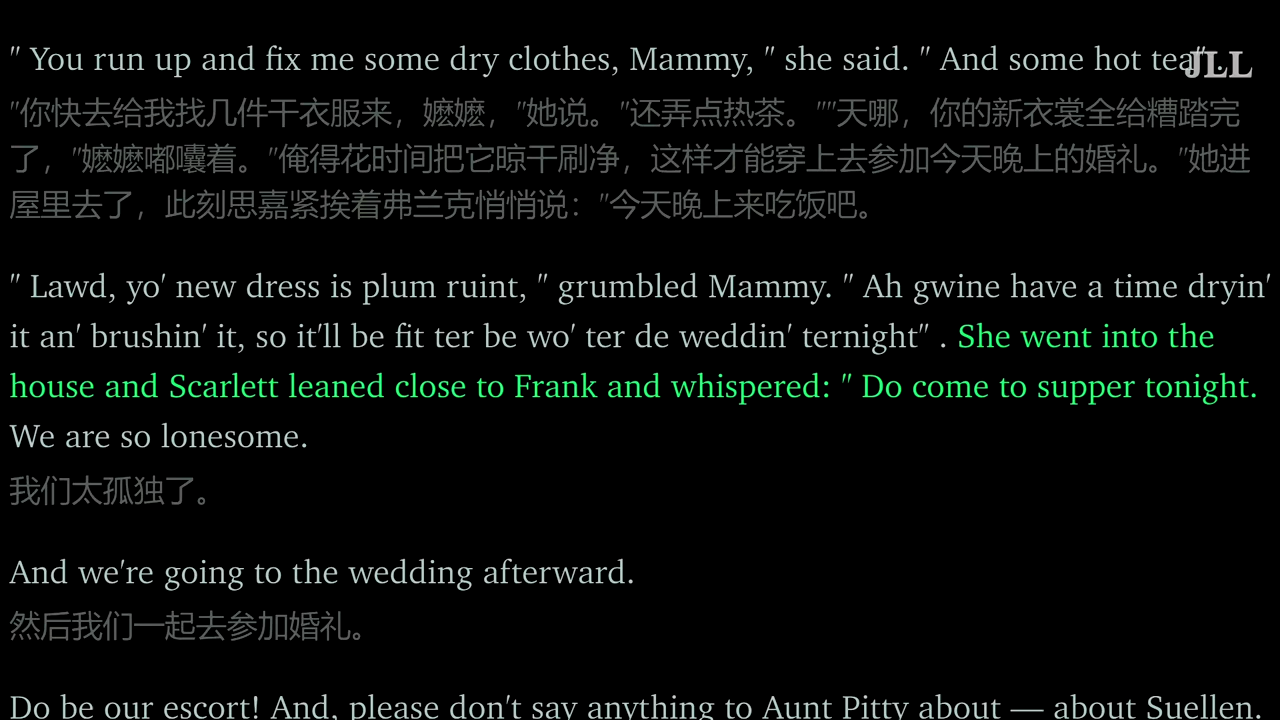 " You run up and fix me some dry clothes, Mammy, " she said. " And some hot tea" .
JLL
"你快去给我找几件干衣服来，嬷嬷，"她说。"还弄点热茶。""天哪，你的新衣裳全给糟踏完
了，"嬷嬷嘟囔着。"俺得花时间把它晾干刷净，这样才能穿上去参加今天晚上的婚礼。"她进
屋里去了，此刻思嘉紧挨着弗兰克悄悄说："今天晚上来吃饭吧。
" Lawd, yo' new dress is plum ruint, " grumbled Mammy. " Ah gwine have a time dryin'
it an' brushin' it, so it'll be fit ter be wo' ter de weddin' ternight" . She went into the
house and Scarlett leaned close to Frank and whispered: " Do come to supper tonight.
We are so lonesome.
我们太孤独了。
And we're going to the wedding afterward.
然后我们一起去参加婚礼。
Do be our escort! And, please don't say anything to Aunt Pitty about — about Suellen.